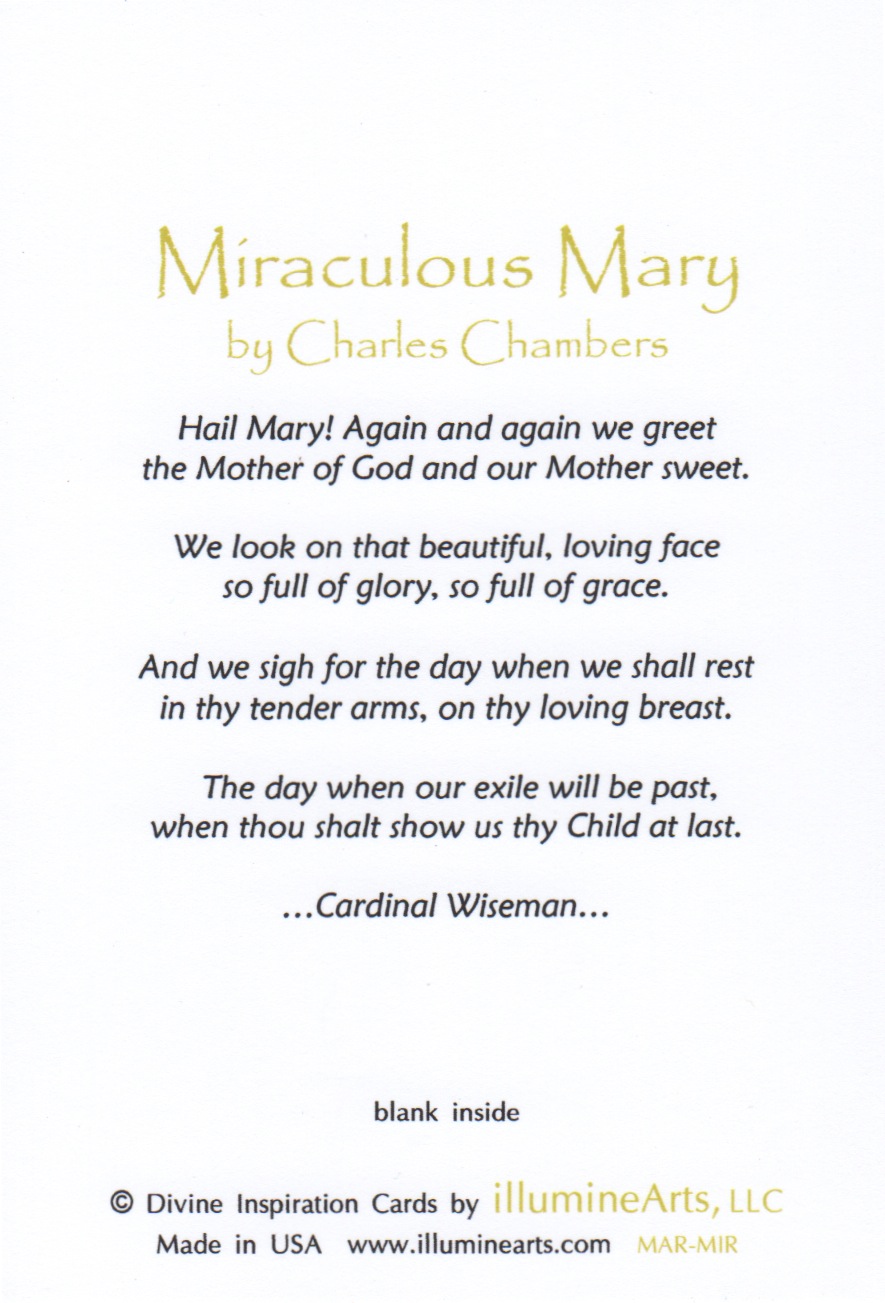 Miraculous Mary
by Charles Chambers
Hail Mary! Again and again we greet
the Mother of God and our Mother sweet.
We look on that beautiful, loving face
so full of glory, so full of grace.
And we sigh for the day when we shall rest
in thy tender arms, on thy loving breast.
The day when our exile will be past,
when thou shalt show us thy Child at last.
...Cardinal Wiseman...
blank inside
© Divine Inspiration Cards by illumineArts, LLC
Made in USA www.illuminearts.com MAR-MIR